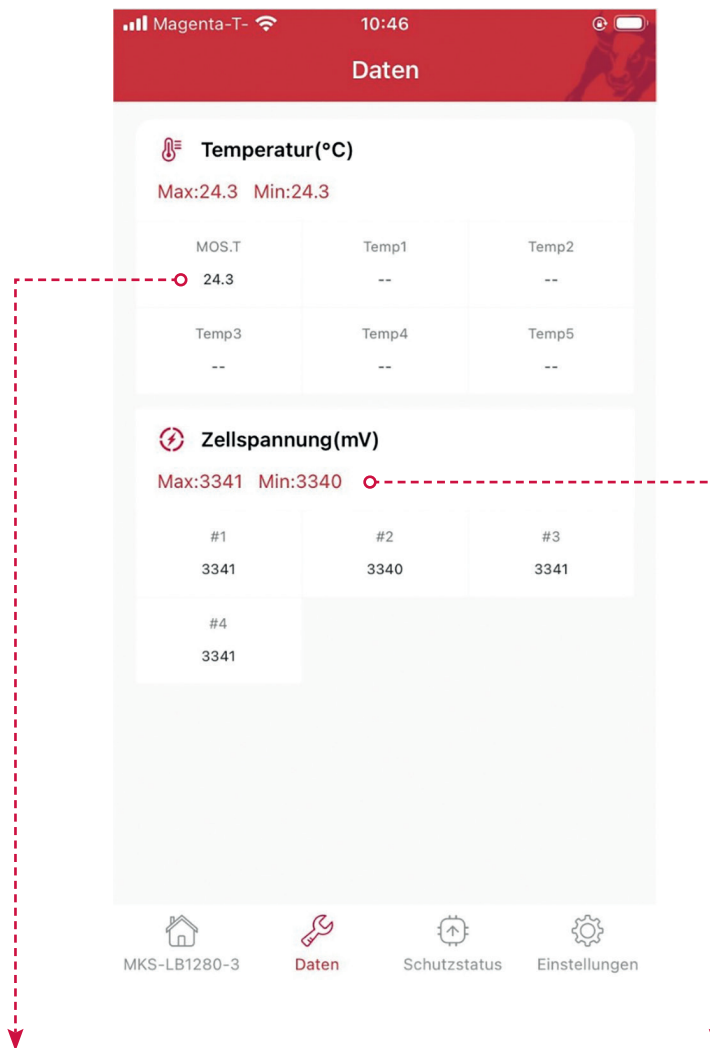 Magenta-T- 10:46
Daten
Temperatur(°C)
Max:24.3 Min:24.3
MOS.T Temp1 Temp2
24.3 -- --
Temp3 Temp4 Temp5
-- -- --
Zellspannung(mV)
Max:3341 Min:3340
#1 #2 #3
3341 3340 3341
#4
3341
MKS-LB1280-3 Daten Schutzstatus Einstellungen